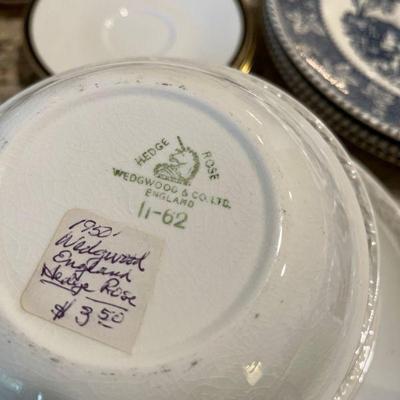 HEDGE ROSE
WEDGWOOD & CO. LTD.
ENGLAND
11-62
1950'
Wedgwood
England
Hedge Rose
$ 3.50